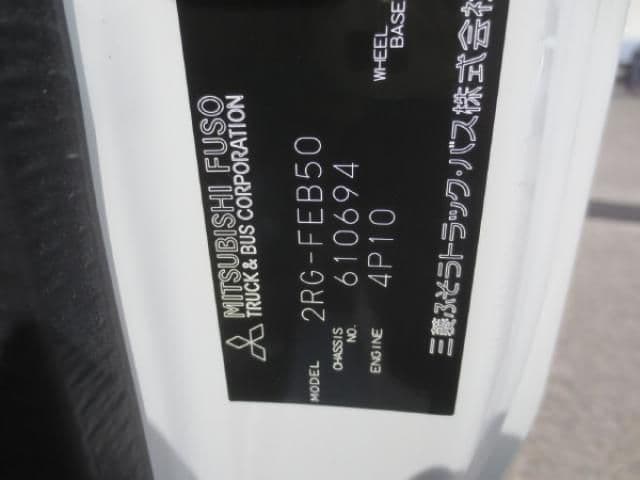 MITSUBISHI FUSO
TRUCK & BUS CORPORATION
MODEL 2RG-FEB50
CHASSIS NO. 610694
ENGINE 4P10
WHEEL BASE
三菱ふそうトラック・バス株式会社